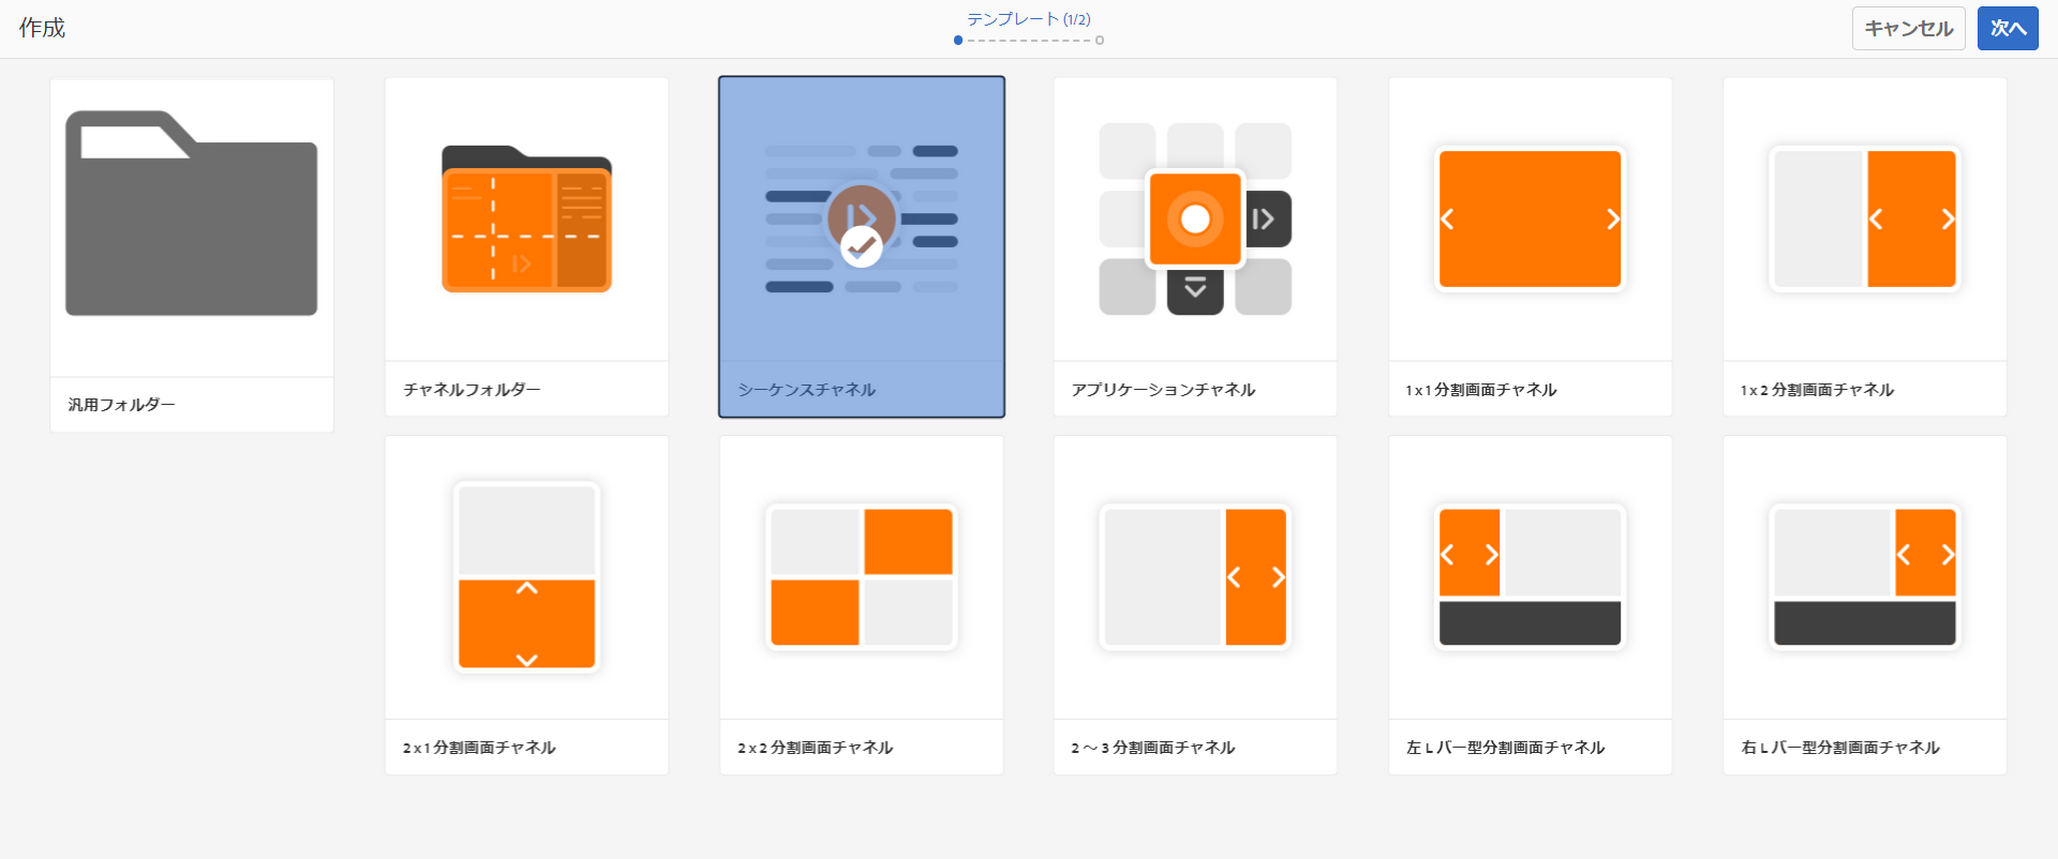 作成
テンプレート (1/2)
キャンセル
次へ
汎用フォルダー
チャネルフォルダー
シーケンスチャネル
アプリケーションチャネル
1 x 1 分割画面チャネル
1 x 2 分割画面チャネル
2 x 1 分割画面チャネル
2 x 2 分割画面チャネル
2 ～ 3 分割画面チャネル
左 L バー型分割画面チャネル
右 L バー型分割画面チャネル